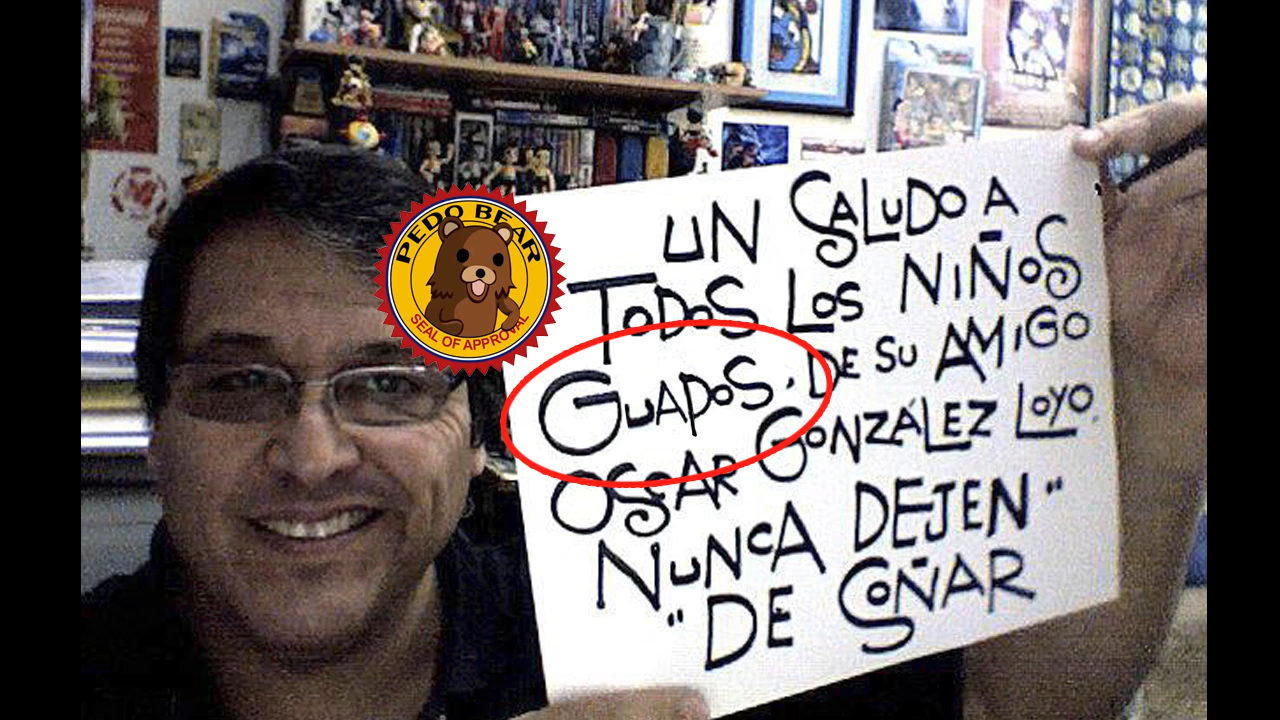 PEDO BEAR
SEAL OF APPROVAL
UN SALUDO A
TODOS LOS NIÑOS
GUAPOS. DE SU AMIGO
OSCAR GONZÁLEZ LOYO.
NUNCA DEJEN "
"DE SOÑAR